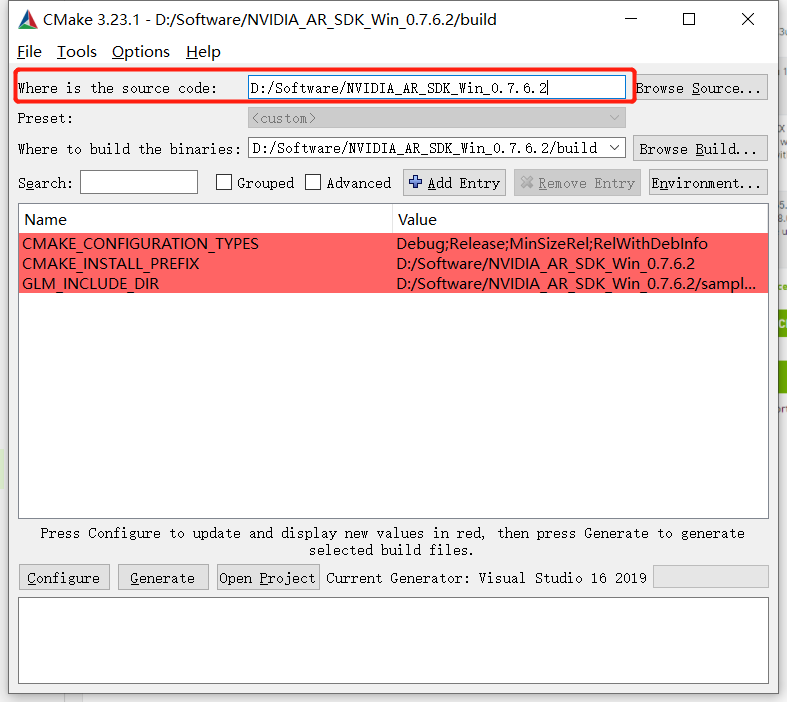 CMake 3.23.1 - D:/Software/NVIDIA_AR_SDK_Win_0.7.6.2/build
File Tools Options Help
Where is the source code: D:/Software/NVIDIA_AR_SDK_Win_0.7.6.2 Browse Source...
Preset: <custom>
Where to build the binaries: D:/Software/NVIDIA_AR_SDK_Win_0.7.6.2/build Browse Build...
Search: Grouped Advanced Add Entry Remove Entry Environment...
Name Value
CMAKE_CONFIGURATION_TYPES Debug;Release;MinSizeRel;RelWithDebInfo
CMAKE_INSTALL_PREFIX D:/Software/NVIDIA_AR_SDK_Win_0.7.6.2
GLM_INCLUDE_DIR D:/Software/NVIDIA_AR_SDK_Win_0.7.6.2/sampl...
Press Configure to update and display new values in red, then press Generate to generate
selected build files.
Configure Generate Open Project Current Generator: Visual Studio 16 2019